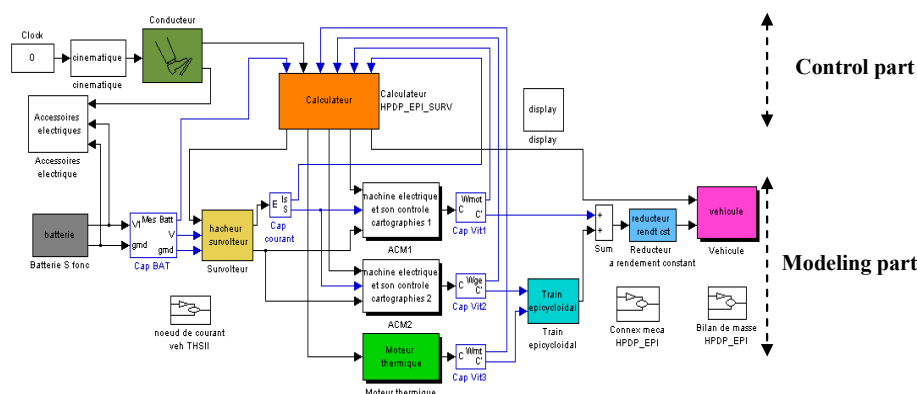 Conducteur
Clock
0
cinematique
cinematique
Control part
Calculateur
Calculateur
HPDP_EPI_SURV
display
display
Accessoires
electriques
Accessoires
electrique
machine electrique
et son controle
cartographies 1
ACM1
E Is
S
Cap
courant
C Wmot
C'
Cap Vit1
batterie
Batterie S fonc
V1 Mes Batt
V
gmd gmd
Cap BAT
hacheur
survolteur
Survolteur
+
+
Sum
reducteur
rendt cst
Reducteur
a rendement constant
vehicule
Vehicule
Modeling part
machine electrique
et son controle
cartographies 2
ACM2
C Wge
C'
Cap Vit2
Train
epicycloidal
Train
epicycloidal
noeud de courant
veh THSII
Connex meca
HPDP_EPI
Bilan de masse
HPDP_EPI
Moteur
thermique
Moteur thermique
C Wmt
C'
Cap Vit3